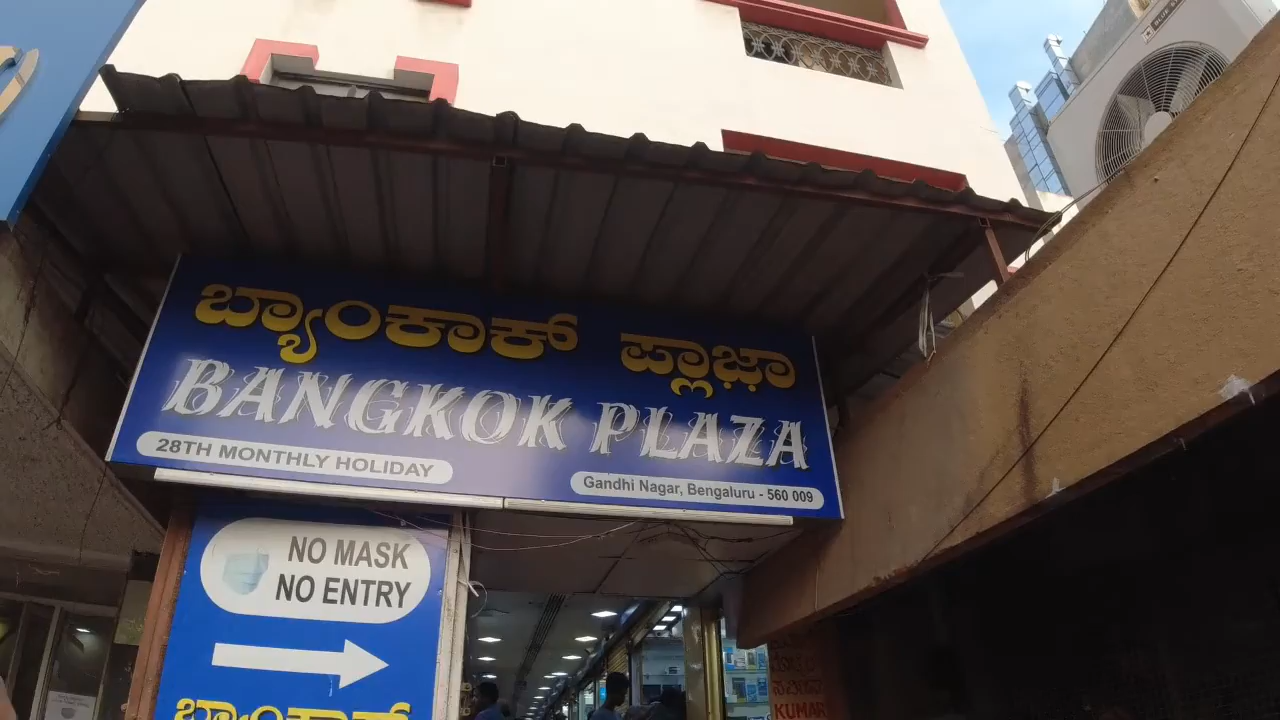 ಬ್ಯಾಂಕಾಕ್ ಪ್ಲಾಜಾ
BANGKOK PLAZA
28TH MONTHLY HOLIDAY
Gandhi Nagar, Bengaluru - 560 009
NO MASK
NO ENTRY
ಬ್ಯಾಂಕಾಕ್
KUMAR